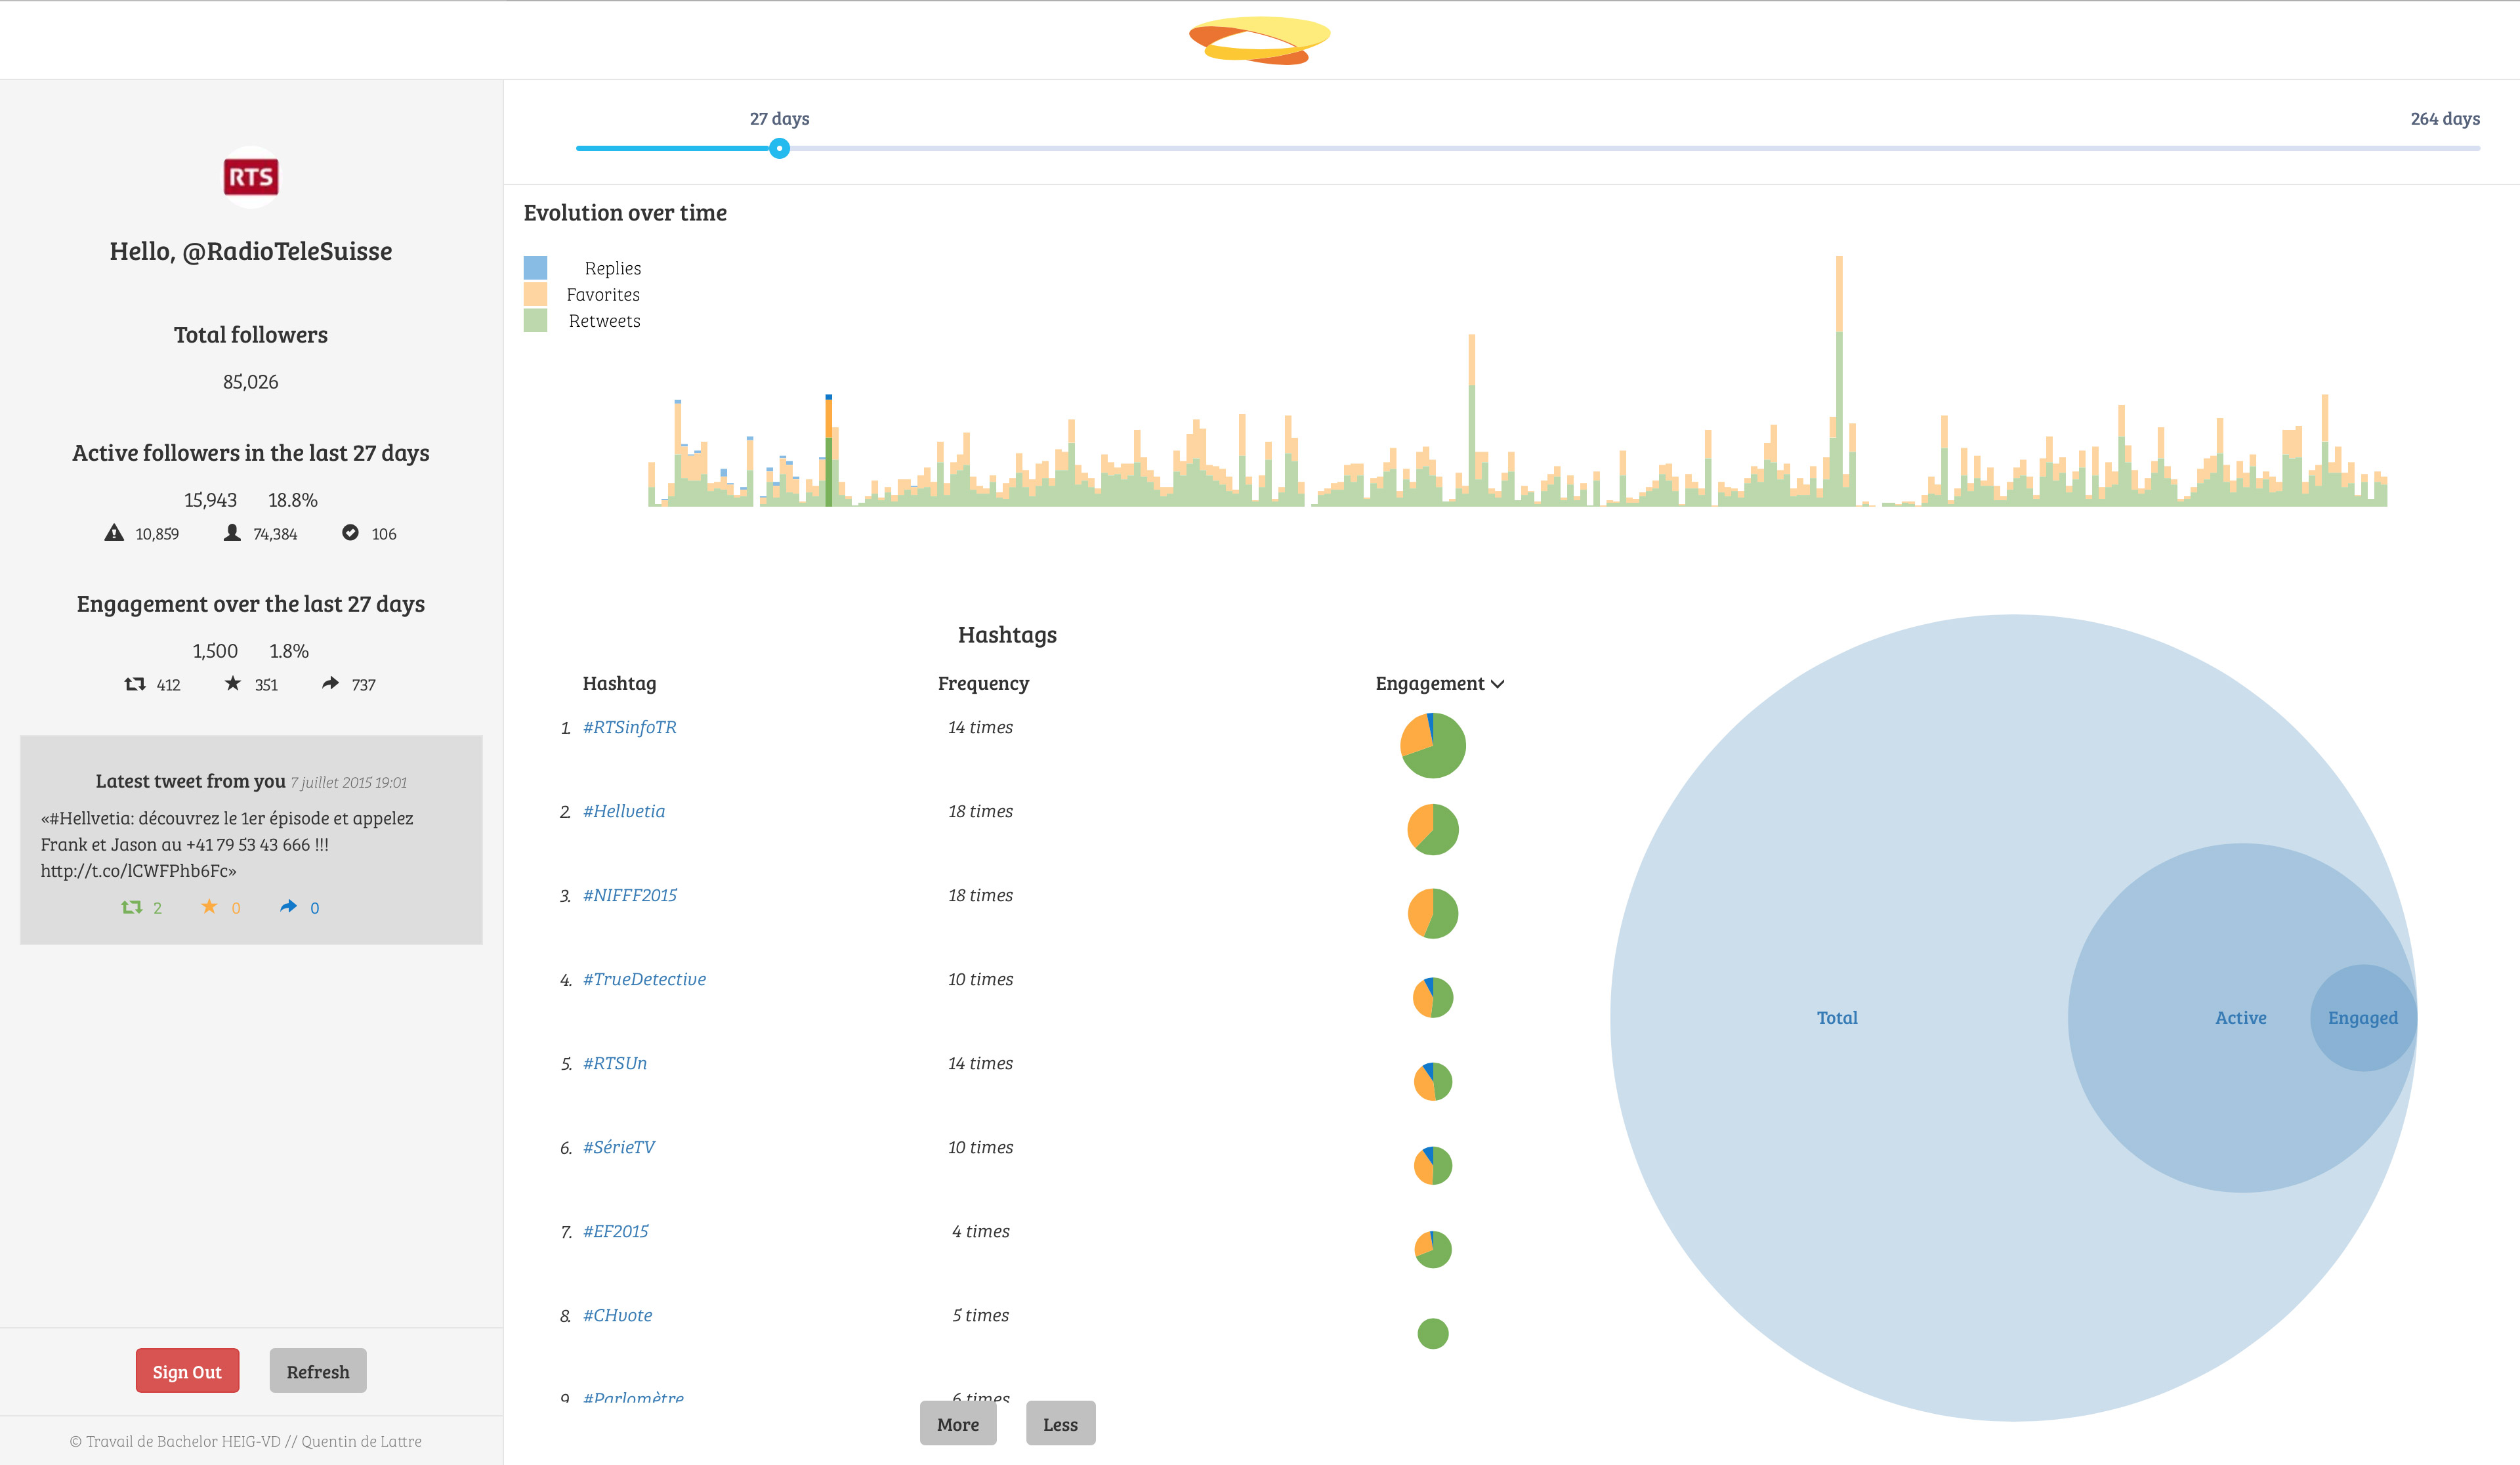 27 days
264 days
RTS
Hello, @RadioTeleSuisse
Total followers
85,026
Active followers in the last 27 days
15,943 18.8%
10,859 74,384 106
Engagement over the last 27 days
1,500 1.8%
412 351 737
Latest tweet from you 7 juillet 2015 19:01
«#Hellvetia: découvrez le 1er épisode et appelez
Frank et Jason au +41 79 53 43 666 !!!
http://t.co/lCWFPhb6Fc»
2 0 0
Sign Out Refresh
© Travail de Bachelor HEIG-VD // Quentin de Lattre
Evolution over time
Replies
Favorites
Retweets
Hashtags
Hashtag Frequency Engagement
1. #RTSinfoTR 14 times
2. #Hellvetia 18 times
3. #NIFFF2015 18 times
4. #TrueDetective 10 times
5. #RTSUn 14 times
6. #SérieTV 10 times
7. #EF2015 4 times
8. #CHvote 5 times
9. #Parlomètre 6 times
More Less
Total Active Engaged